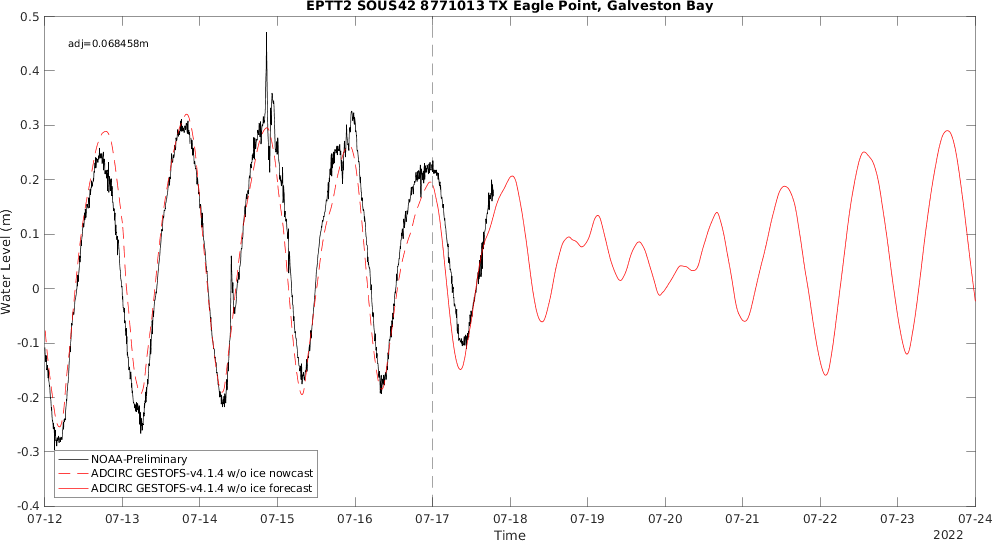 EPTT2 SOUS42 8771013 TX Eagle Point, Galveston Bay
adj=0.068458m
0.5
0.4
0.3
0.2
0.1
0
-0.1
-0.2
-0.3
-0.4
Water Level (m)
NOAA-Preliminary
ADCIRC GESTOFS-v4.1.4 w/o ice nowcast
ADCIRC GESTOFS-v4.1.4 w/o ice forecast
07-12 07-13 07-14 07-15 07-16 07-17 07-18 07-19 07-20 07-21 07-22 07-23 07-24
Time
2022